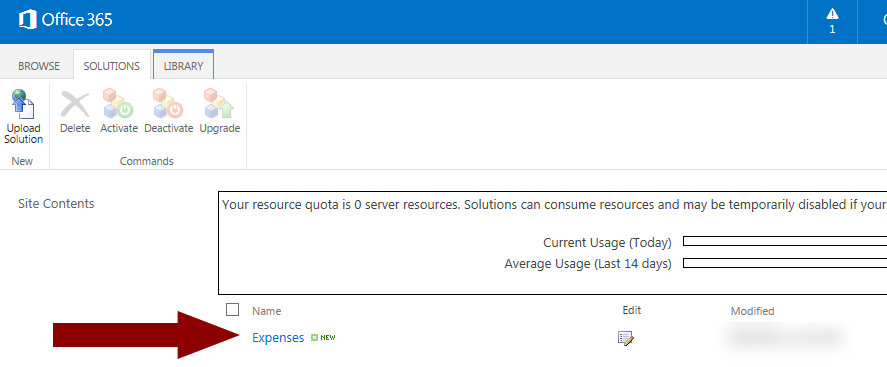 Office 365
1
BROWSE SOLUTIONS LIBRARY
Upload Solution Delete Activate Deactivate Upgrade
New Commands
Site Contents
Your resource quota is 0 server resources. Solutions can consume resources and may be temporarily disabled if your
Current Usage (Today)
Average Usage (Last 14 days)
Name Edit Modified
Expenses NEW